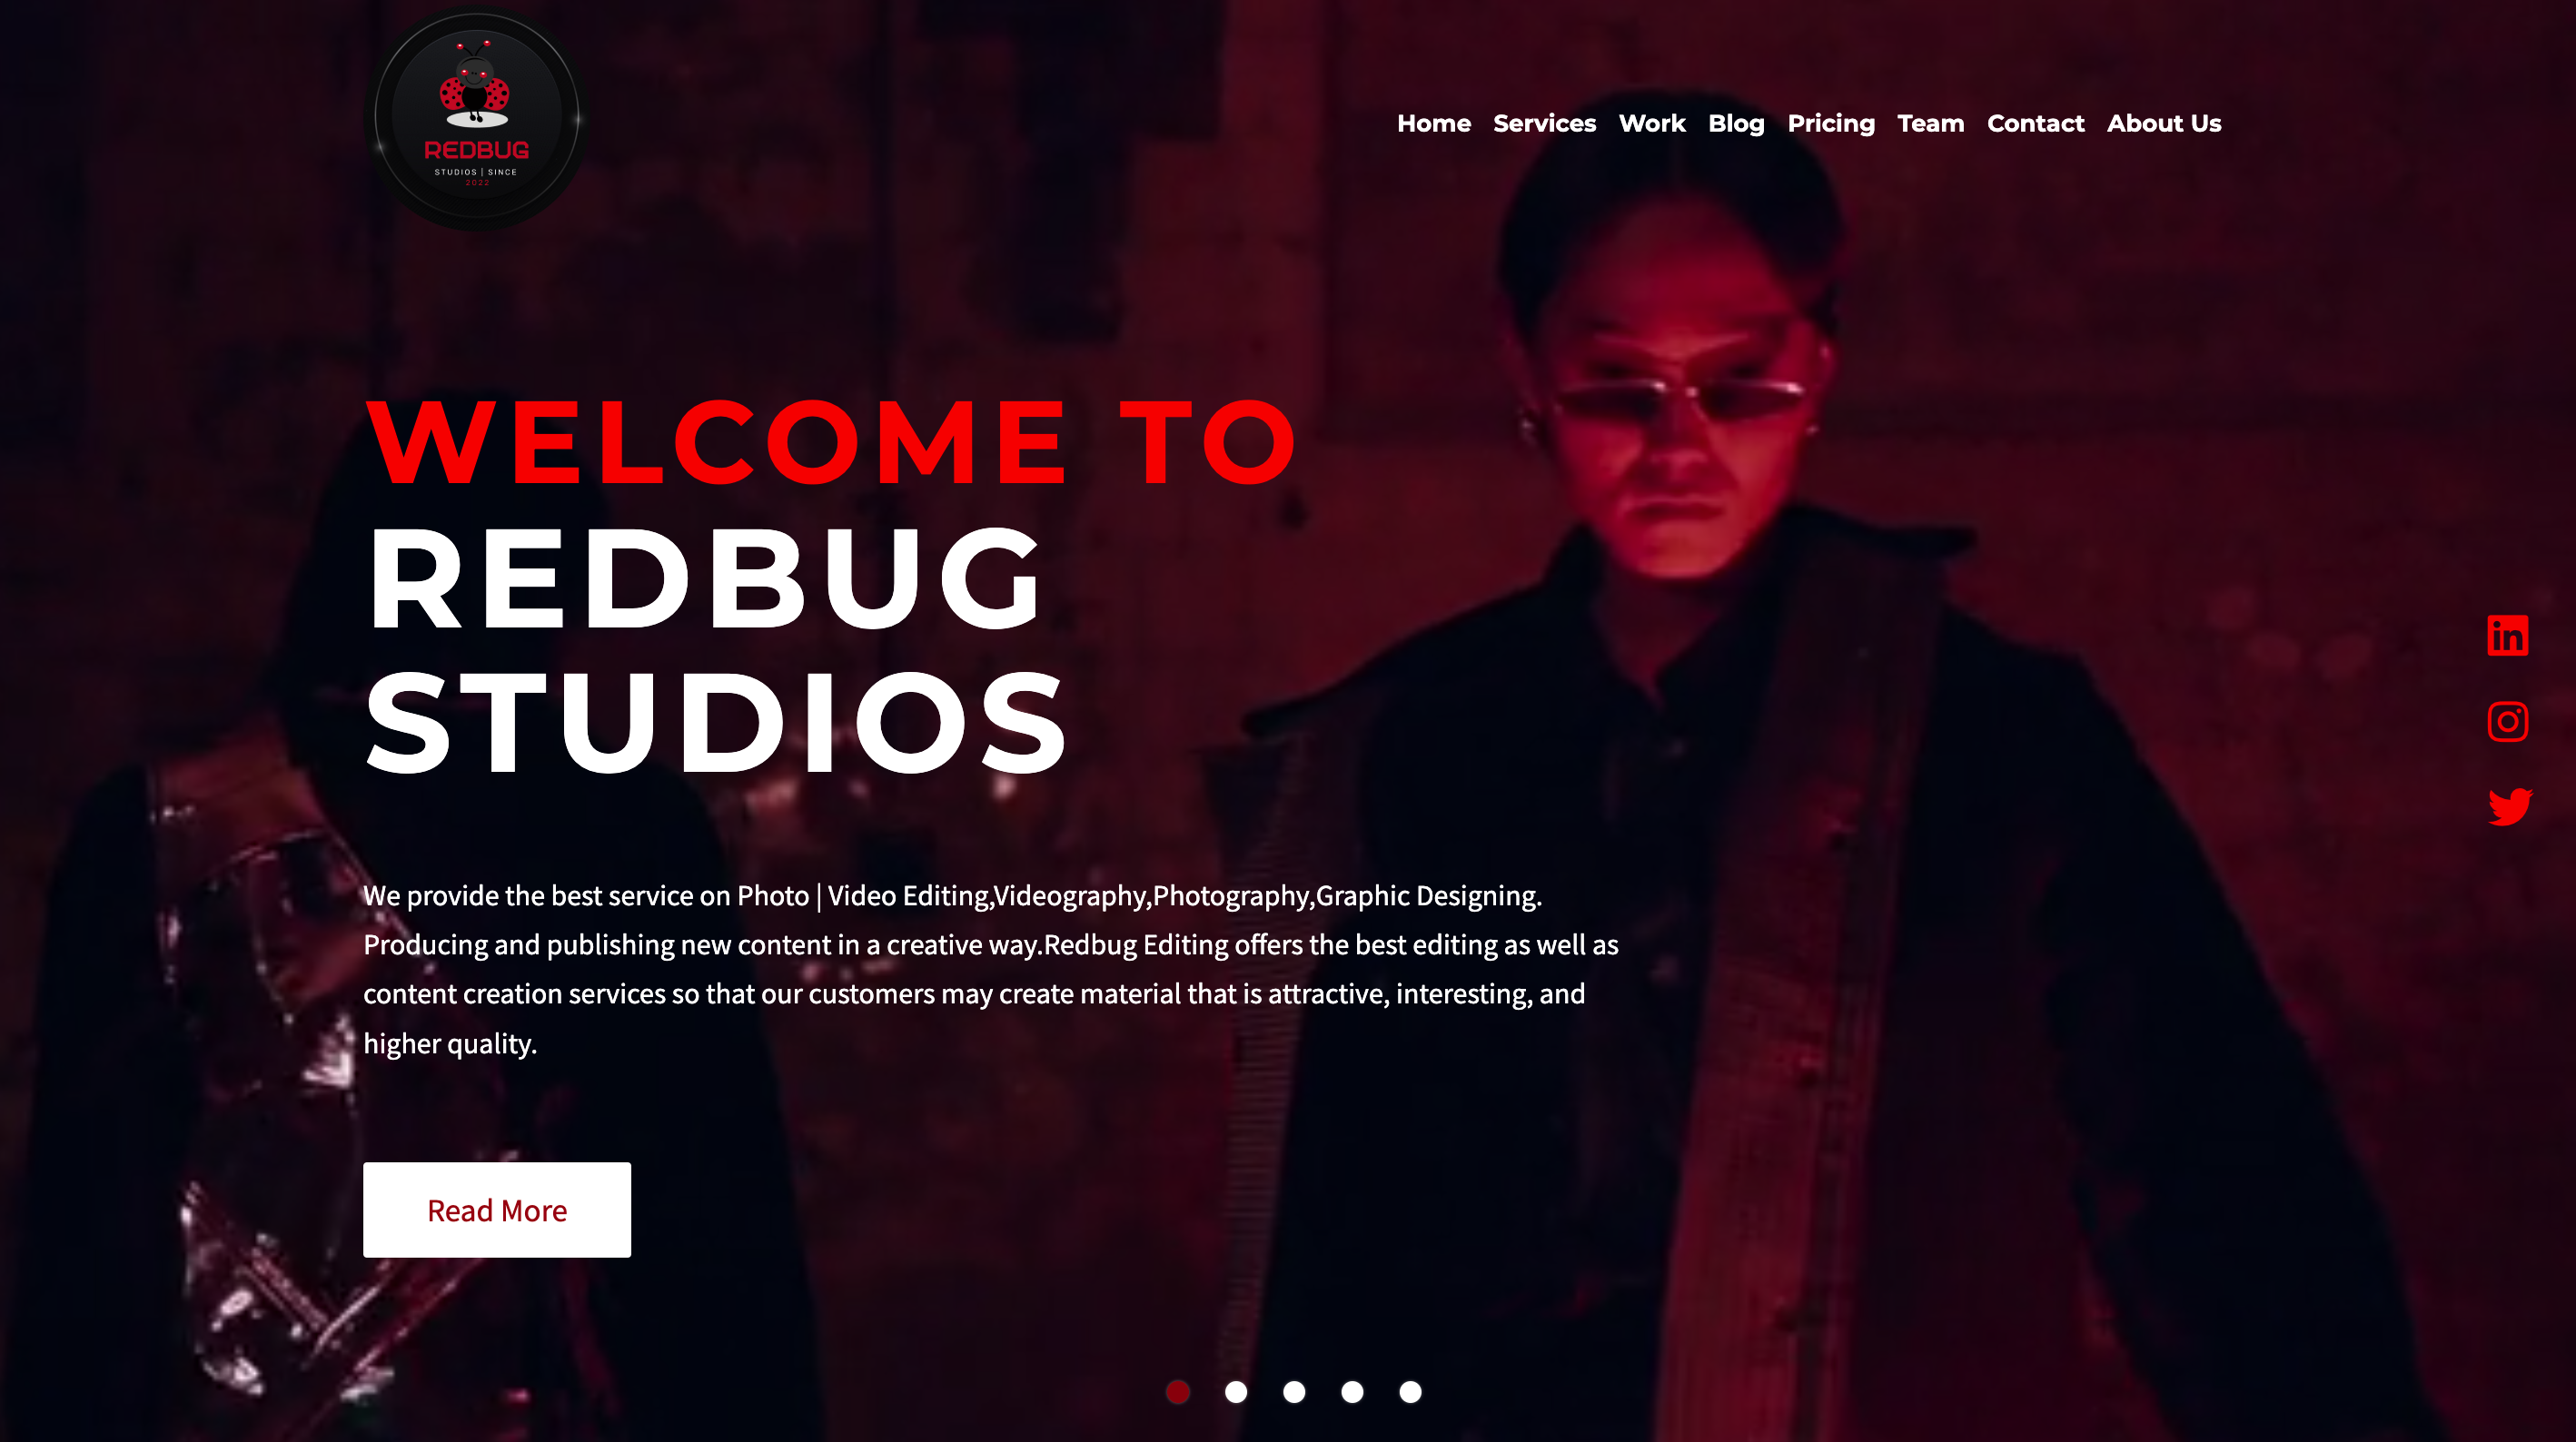 REDBUG
STUDIOS | SINCE
2022
Home Services Work Blog Pricing Team Contact About Us
WELCOME TO
REDBUG
STUDIOS
in
We provide the best service on Photo | Video Editing,Videography,Photography,Graphic Designing.
Producing and publishing new content in a creative way.Redbug Editing offers the best editing as well as
content creation services so that our customers may create material that is attractive, interesting, and
higher quality.
Read More